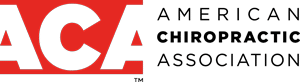 ACA
AMERICAN
CHIROPRACTIC
ASSOCIATION
™